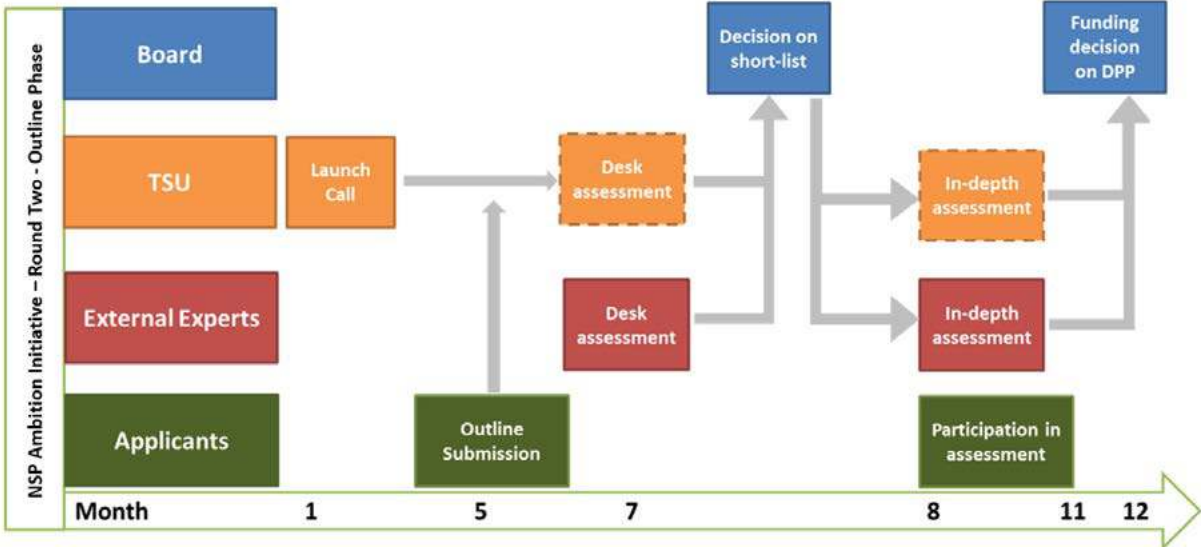 NSP Ambition Initiative – Round Two - Outline Phase
Board
Decision on
short-list
Funding
decision
on DPP
TSU
Launch
Call
Desk
assessment
In-depth
assessment
External Experts
Desk
assessment
In-depth
assessment
Applicants
Outline
Submission
Participation in
assessment
Month 1 5 7 8 11 12